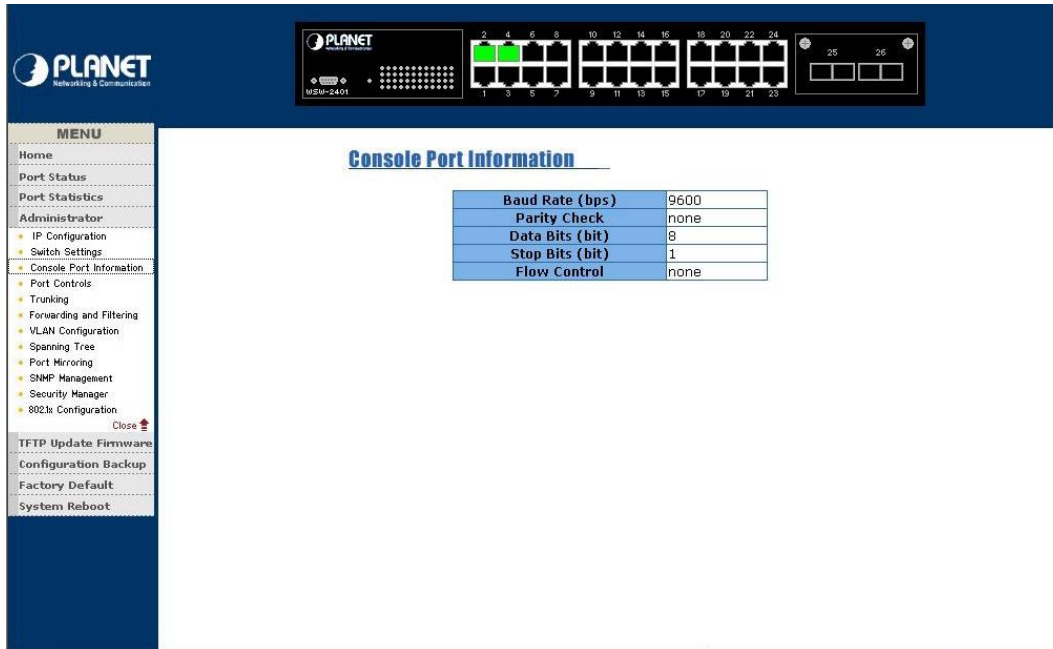 PLANET
Networking & Communication
PLANET
Networking & Communication
WSW-2401
2 4 6 8 10 12 14 16 18 20 22 24
1 3 5 7 9 11 13 15 17 19 21 23
25 26
MENU
Home
Port Status
Port Statistics
Administrator
IP Configuration
Switch Settings
Console Port Information
Port Controls
Trunking
Forwarding and Filtering
VLAN Configuration
Spanning Tree
Port Mirroring
SNMP Management
Security Manager
802.1x Configuration
Close
TFTP Update Firmware
Configuration Backup
Factory Default
System Reboot
Console Port Information
Baud Rate (bps) 9600
Parity Check none
Data Bits (bit) 8
Stop Bits (bit) 1
Flow Control none